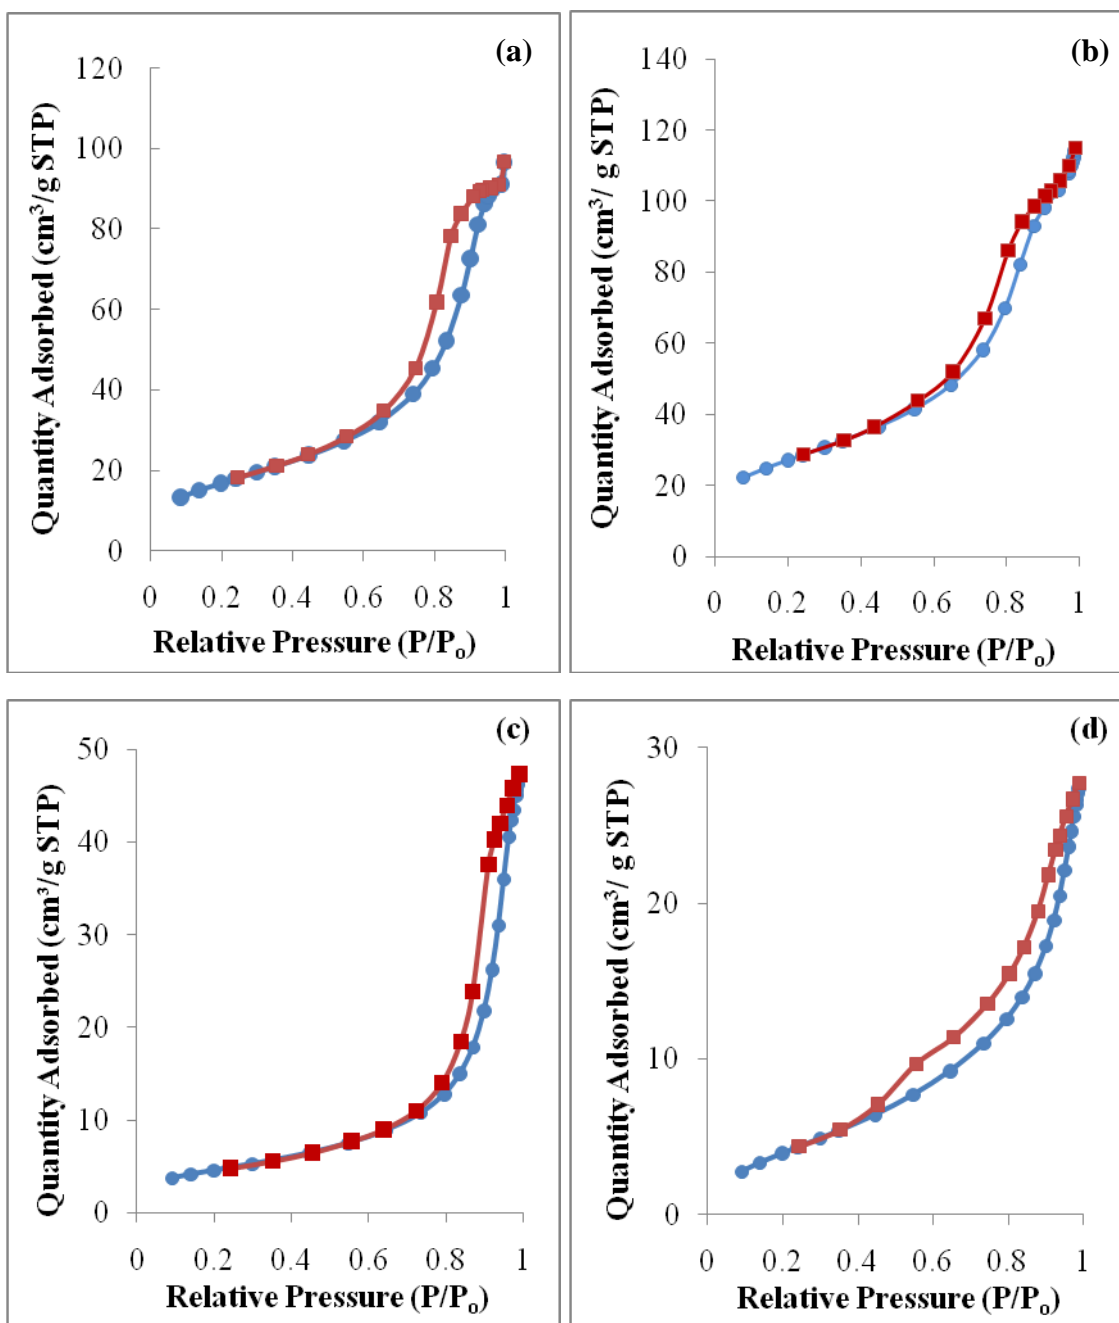 (a)
Quantity Adsorbed (cm³/g STP)
120
100
80
60
40
20
0
0 0.2 0.4 0.6 0.8 1
Relative Pressure (P/Pₒ)
(b)
Quantity Adsorbed (cm³/ g STP)
140
120
100
80
60
40
20
0
0 0.2 0.4 0.6 0.8 1
Relative Pressure (P/Pₒ)
(c)
Quantity Adsorbed (cm³/g STP)
50
40
30
20
10
0
0 0.2 0.4 0.6 0.8 1
Relative Pressure (P/Pₒ)
(d)
Quantity Adsorbed (cm³/ g STP)
30
20
10
0
0 0.2 0.4 0.6 0.8 1
Relative Pressure (P/Pₒ)